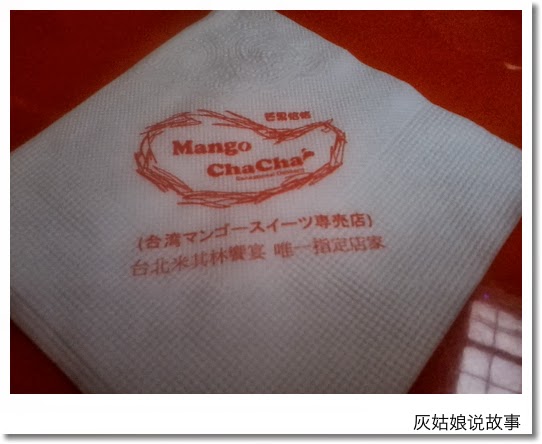 芒果恰恰
Mango
ChaCha
(台湾マンゴースイーツ専売店)
台北米其林饗宴 唯一指定店家
灰姑娘说故事